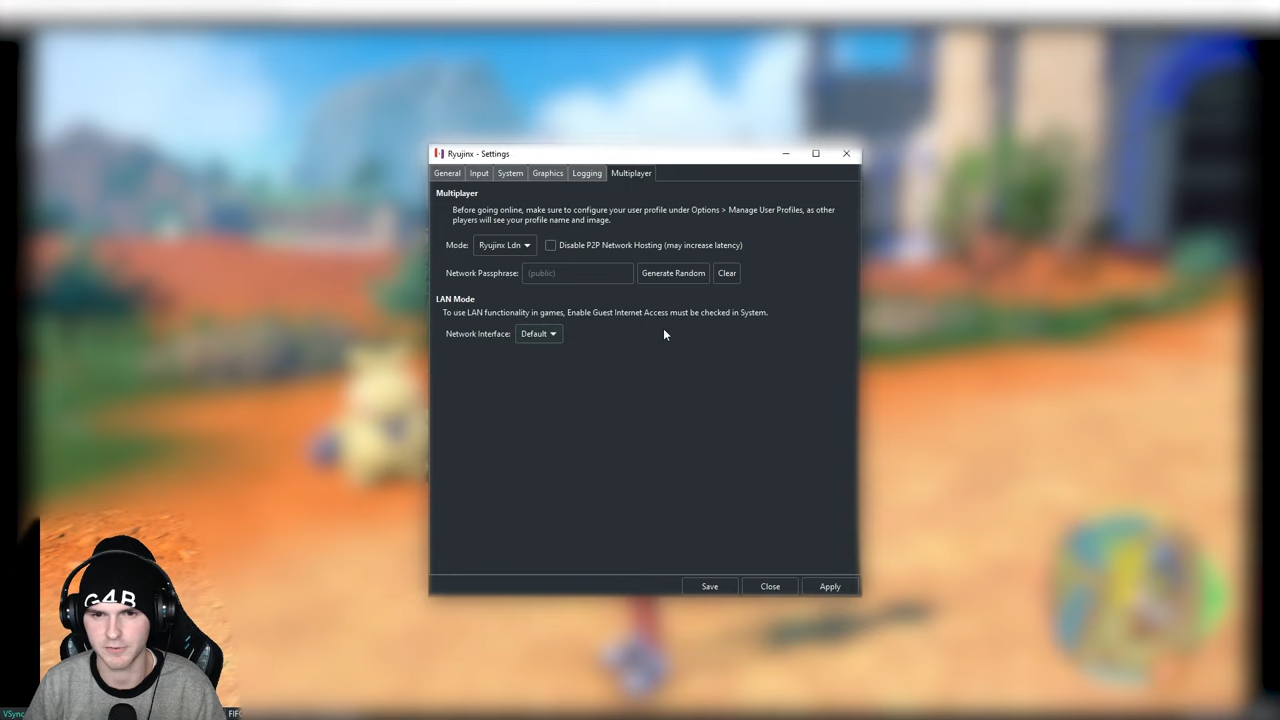 Ryujinx - Settings
General Input System Graphics Logging Multiplayer
Multiplayer
Before going online, make sure to configure your user profile under Options > Manage User Profiles, as other
players will see your profile name and image.
Mode: Ryujinx Ldn Disable P2P Network Hosting (may increase latency)
Network Passphrase: (public) Generate Random Clear
LAN Mode
To use LAN functionality in games, Enable Guest Internet Access must be checked in System.
Network Interface: Default
Save Close Apply
G4B
VSync FIF